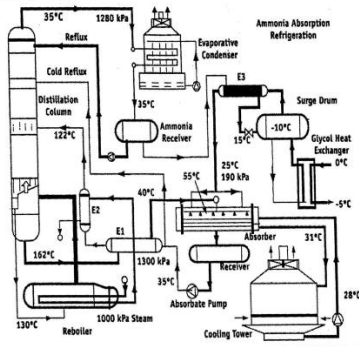 35°C
1280 kPa
Ammonia Absorption
Refrigeration
Reflux
Evaporative
Condenser
E3
Cold Reflux
35°C
Surge Drum
Distillation
Column
122°C
Ammonia
Receiver
15°C
-10°C
Glycol Heat
Exchanger
0°C
25°C
190 kPa
-5°C
55°C
40°C
E2
E1
Absorber
31°C
162°C
1300 kPa
Receiver
35°C
28°C
1000 kPa Steam
Absorbate Pump
130°C
Reboiler
Cooling Tower